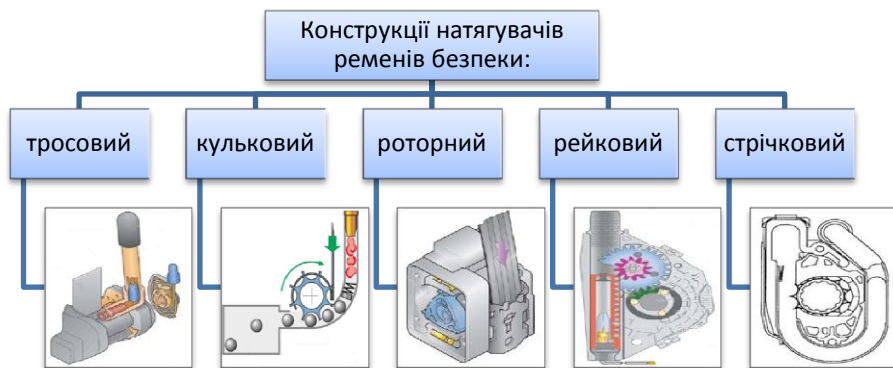 Конструкції натягувачів
ременів безпеки:
тросовий
кульковий
роторний
рейковий
стрічковий